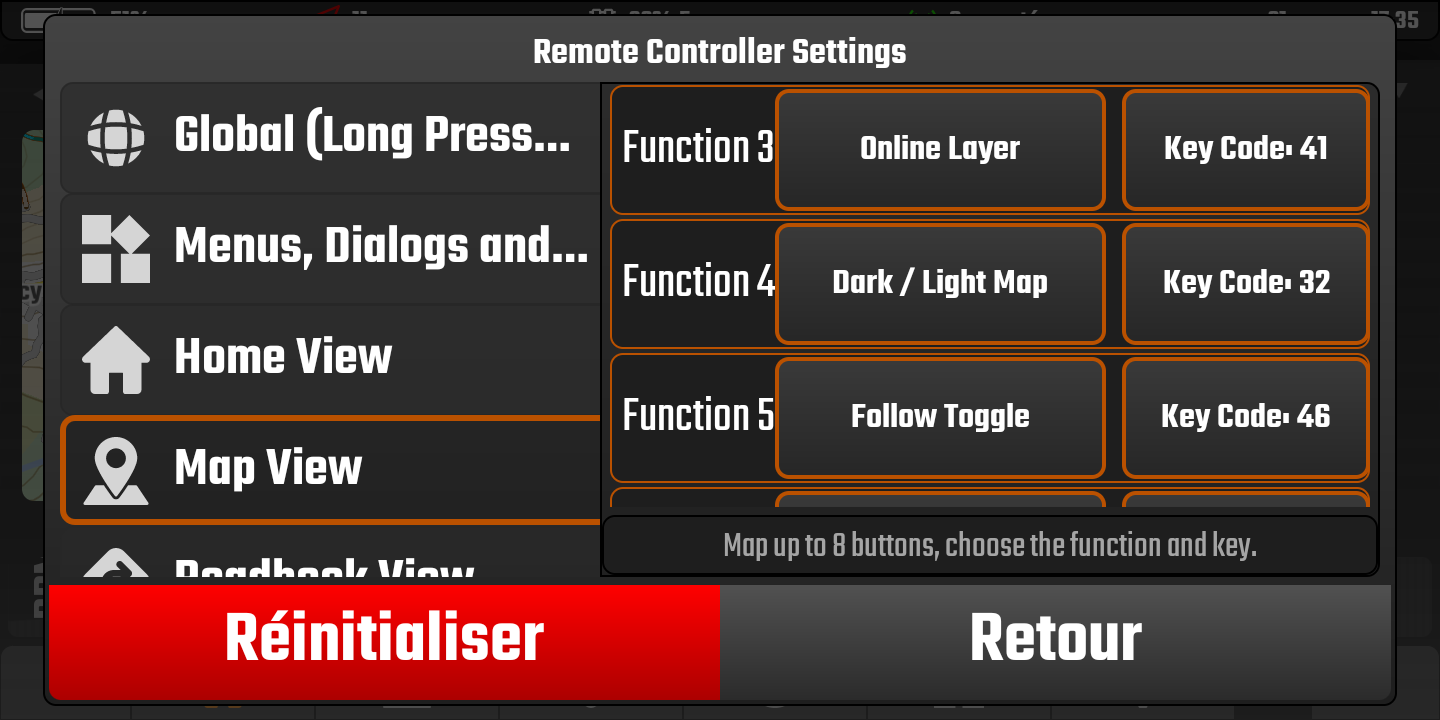 Remote Controller Settings
Global (Long Press...
Menus, Dialogs and...
Home View
Map View
Roadbook View
Function 3
Online Layer
Key Code: 41
Function 4
Dark / Light Map
Key Code: 32
Function 5
Follow Toggle
Key Code: 46
Map up to 8 buttons, choose the function and key.
Réinitialiser
Retour